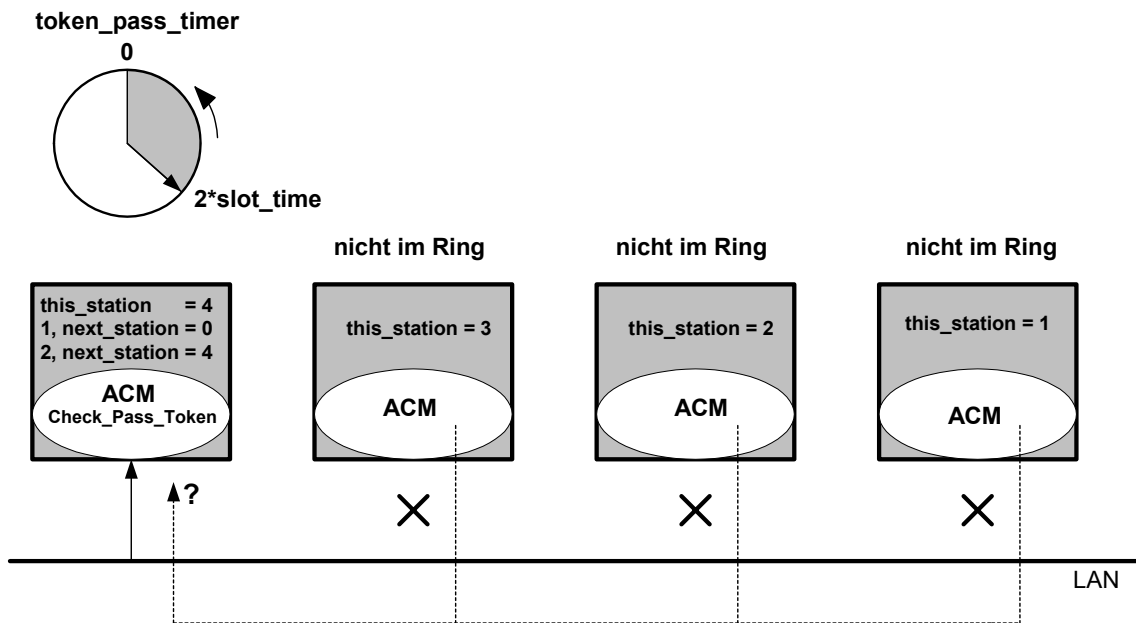 token_pass_timer
0
2*slot_time
nicht im Ring
nicht im Ring
nicht im Ring
this_station = 4
1, next_station = 0
2, next_station = 4
ACM
Check_Pass_Token
this_station = 3
ACM
this_station = 2
ACM
this_station = 1
ACM
?
LAN